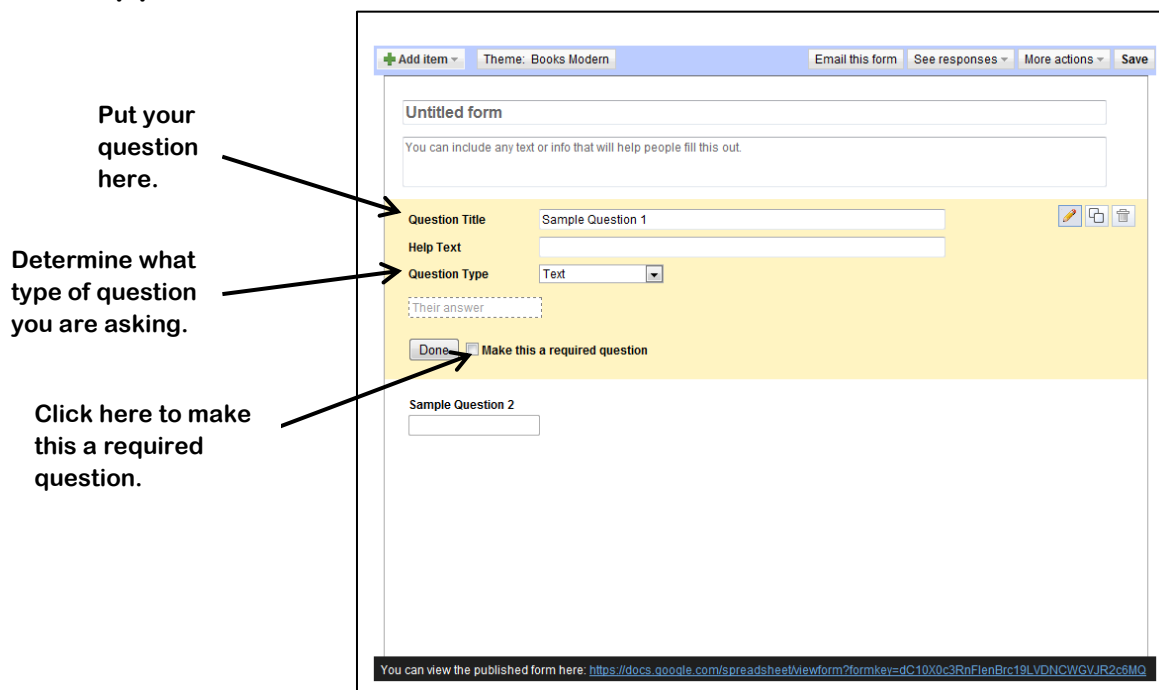 Add item Theme: Books Modern Email this form See responses More actions Save
Untitled form
You can include any text or info that will help people fill this out.
Put your
question
here.
Question Title Sample Question 1
Help Text
Question Type Text
Their answer
Done Make this a required question
Determine what
type of question
you are asking.
Click here to make
this a required
question.
Sample Question 2
You can view the published form here: https://docs.google.com/spreadsheet/viewform?formkey=dC10X0c3RnFlenBrc19LVDNCWGVJR2c6MQ